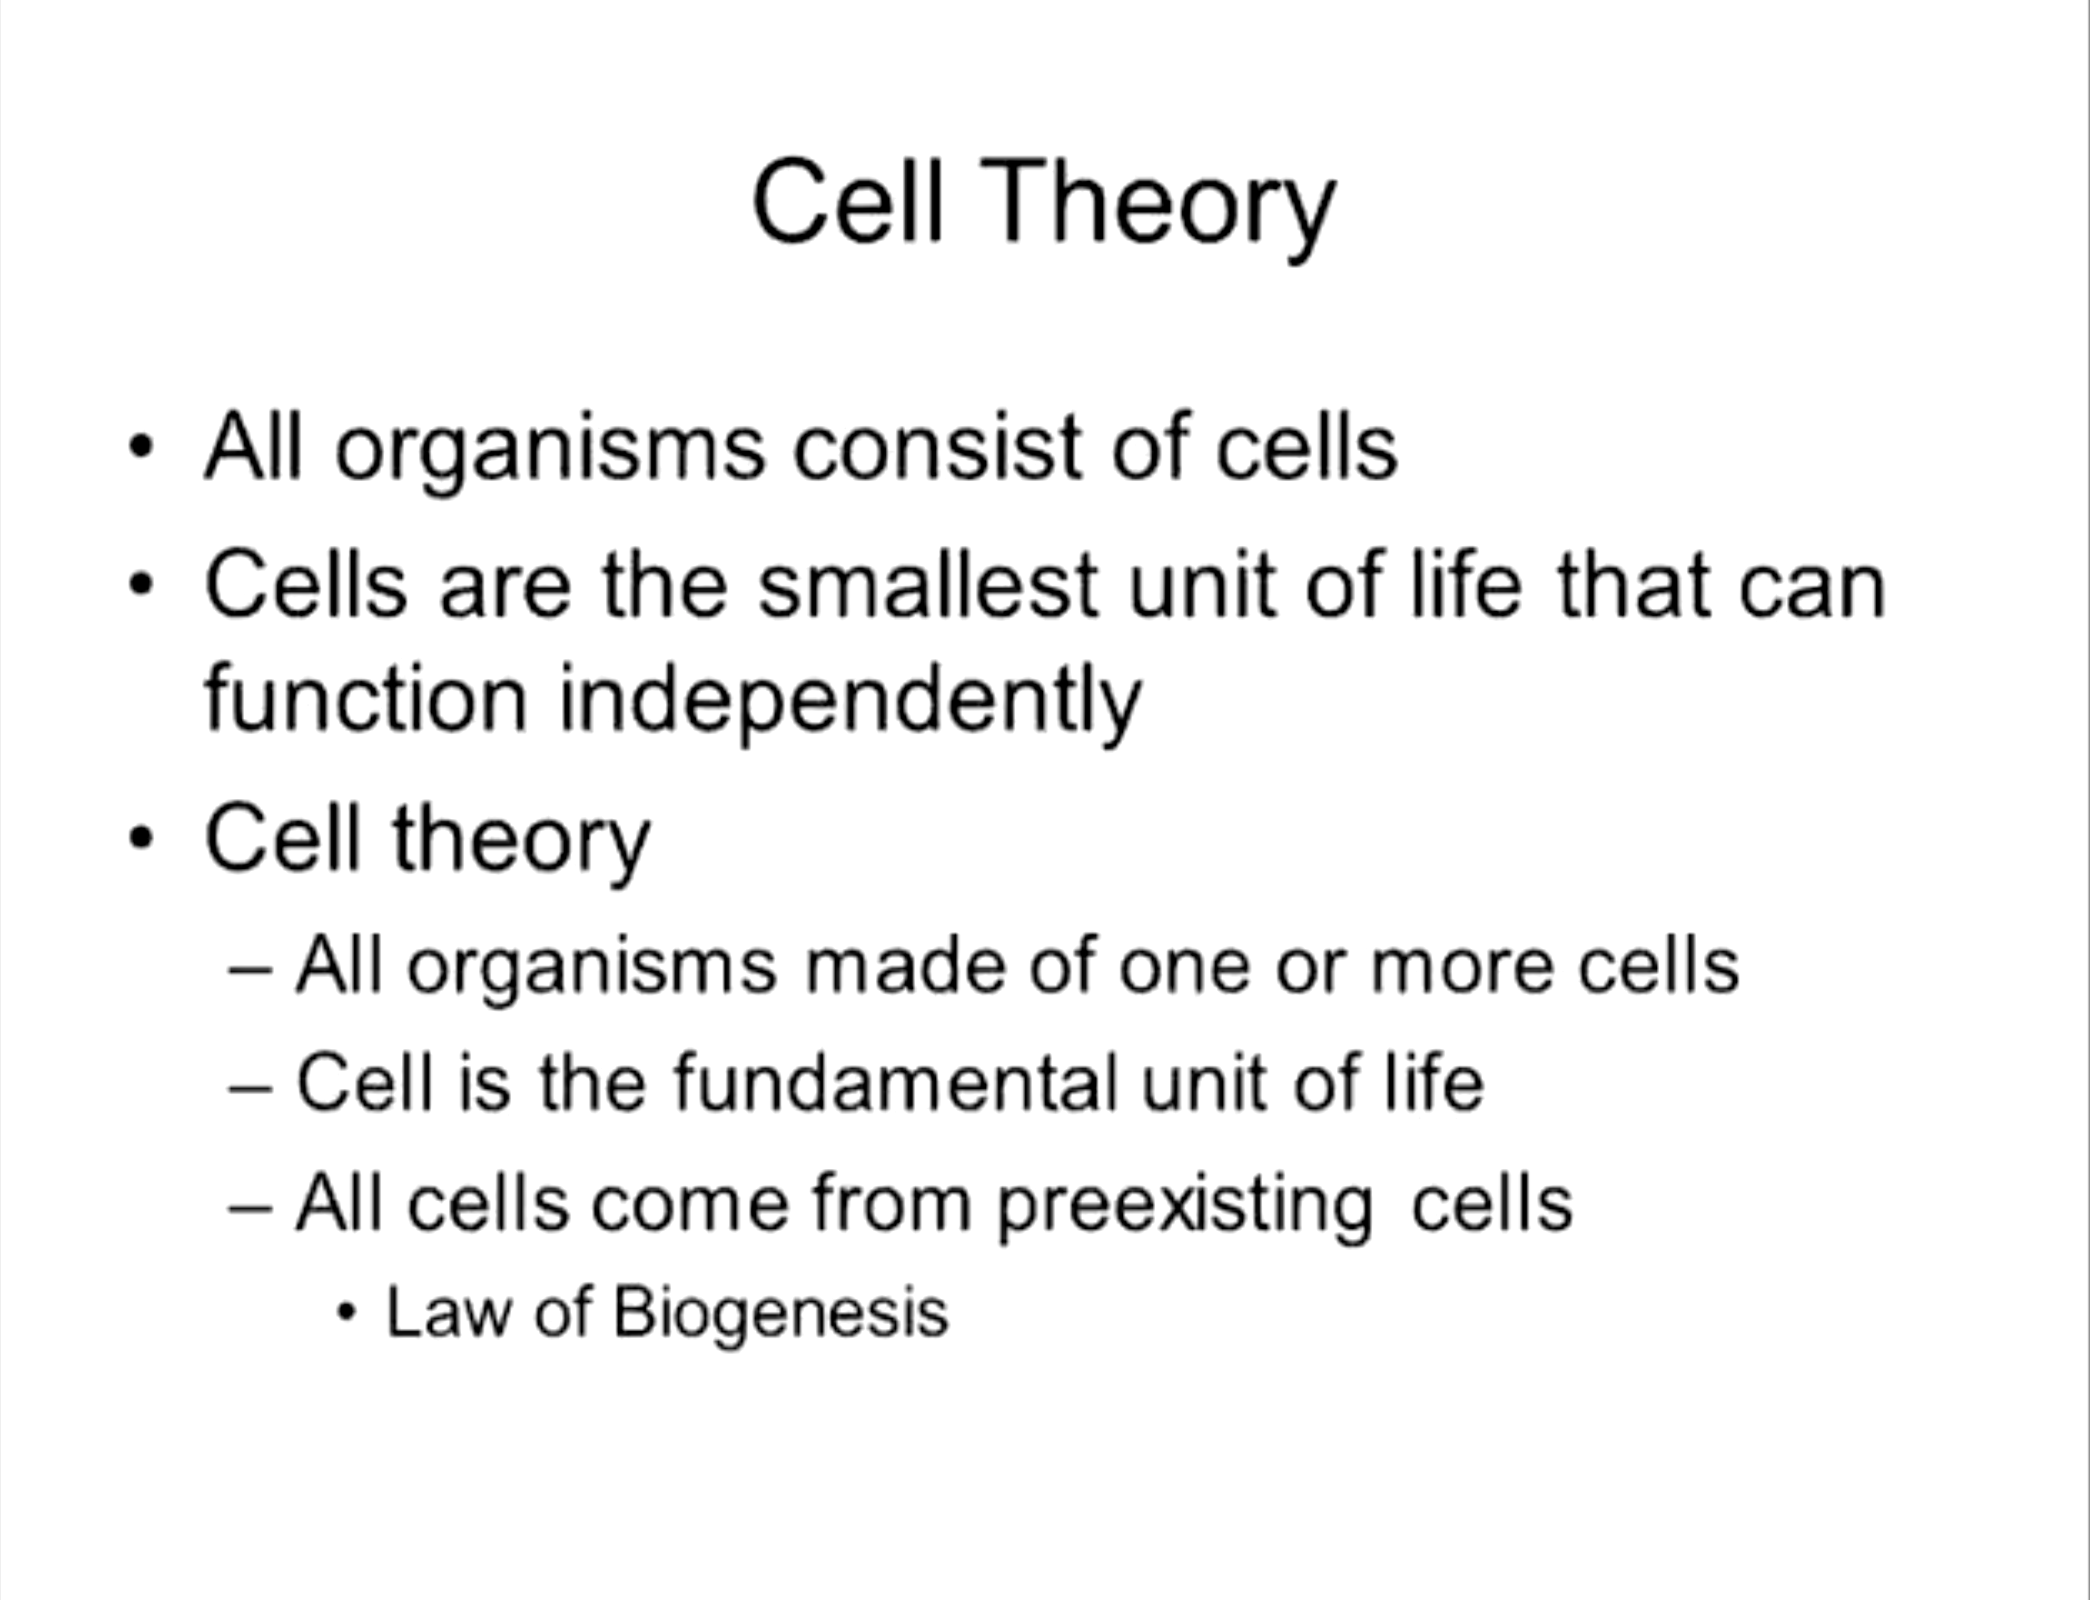 Cell Theory
• All organisms consist of cells
• Cells are the smallest unit of life that can
function independently
• Cell theory
– All organisms made of one or more cells
– Cell is the fundamental unit of life
– All cells come from preexisting cells
• Law of Biogenesis